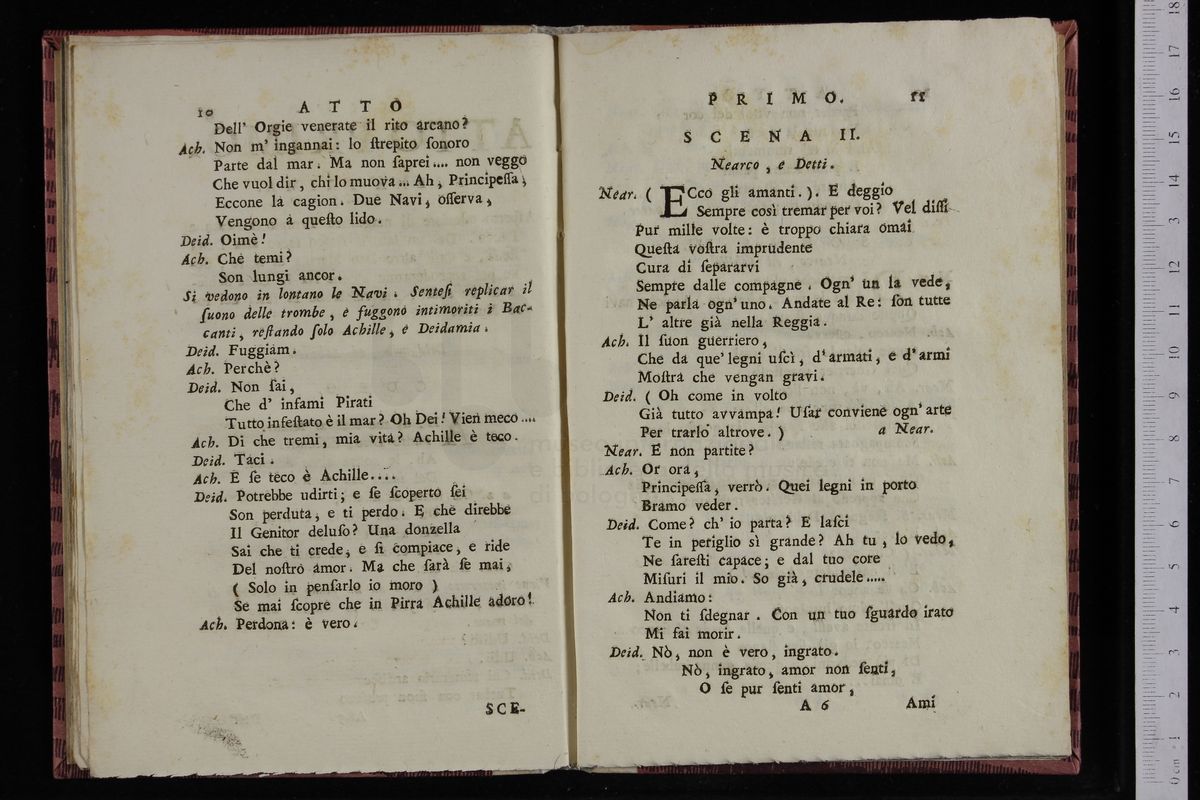 10 ATTO
Dell' Orgie venerate il rito arcano?
Ach. Non m' ingannai: lo ſtrepito ſonoro
Parte dal mar. Ma non ſaprei.... non veggo
Che vuol dir, chi lo muova... Ah, Principeſſa,
Eccone la cagion. Due Navi, oſſerva,
Vengono a queſto lido.
Deid. Oimè!
Ach. Che temi?
Son lungi ancor.
Si vedono in lontano le Navi. Senteſi replicar il
ſuono delle trombe, e fuggono intimoriti i Bac-
canti, reſtando ſolo Achille, e Deidamia.
Deid. Fuggiam.
Ach. Perchè?
Deid. Non ſai,
Che d' infami Pirati
Tutto infeſtato è il mar? Oh Dei! Vien meco....
Ach. Di che tremi, mia vita? Achille è teco.
Deid. Taci.
Ach. E ſe teco è Achille....
Deid. Potrebbe udirti; e ſe ſcoperto ſei
Son perduta, e ti perdo. E che direbbe
Il Genitor deluſo? Una donzella
Sai che ti crede, e ſi compiace, e ride
Del noſtro amor. Ma che ſarà ſe mai,
( Solo in penſarlo io moro )
Se mai ſcopre che in Pirra Achille adoro!
Ach. Perdona: è vero.
SCE-
PRIMO. 11
SCENA II.
Nearco, e Detti.
Near. ( ECco gli amanti.). E deggio
Sempre così tremar per voi? Vel diſſi
Pur mille volte: è troppo chiara omai
Queſta voſtra imprudente
Cura di ſepararvi
Sempre dalle compagne. Ogn' un la vede,
Ne parla ogn' uno. Andate al Re: ſon tutte
L' altre già nella Reggia.
Ach. Il ſuon guerriero,
Che da que' legni uſcì, d' armati, e d' armi
Moſtra che vengan gravi.
Deid. ( Oh come in volto
Già tutto avvampa! Uſar conviene ogn' arte
Per trarlo altrove. ) a Near.
Near. E non partite?
Ach. Or ora,
Principeſſa, verrò. Quei legni in porto
Bramo veder.
Deid. Come? ch' io parta? E laſci
Te in periglio sì grande? Ah tu, lo vedo,
Ne ſareſti capace; e dal tuo core
Miſuri il mio. So già, crudele.....
Ach. Andiamo:
Non ti ſdegnar. Con un tuo ſguardo irato
Mi fai morir.
Deid. Nò, non è vero, ingrato.
Nò, ingrato, amor non ſenti,
O ſe pur ſenti amor,
A 6 Ami